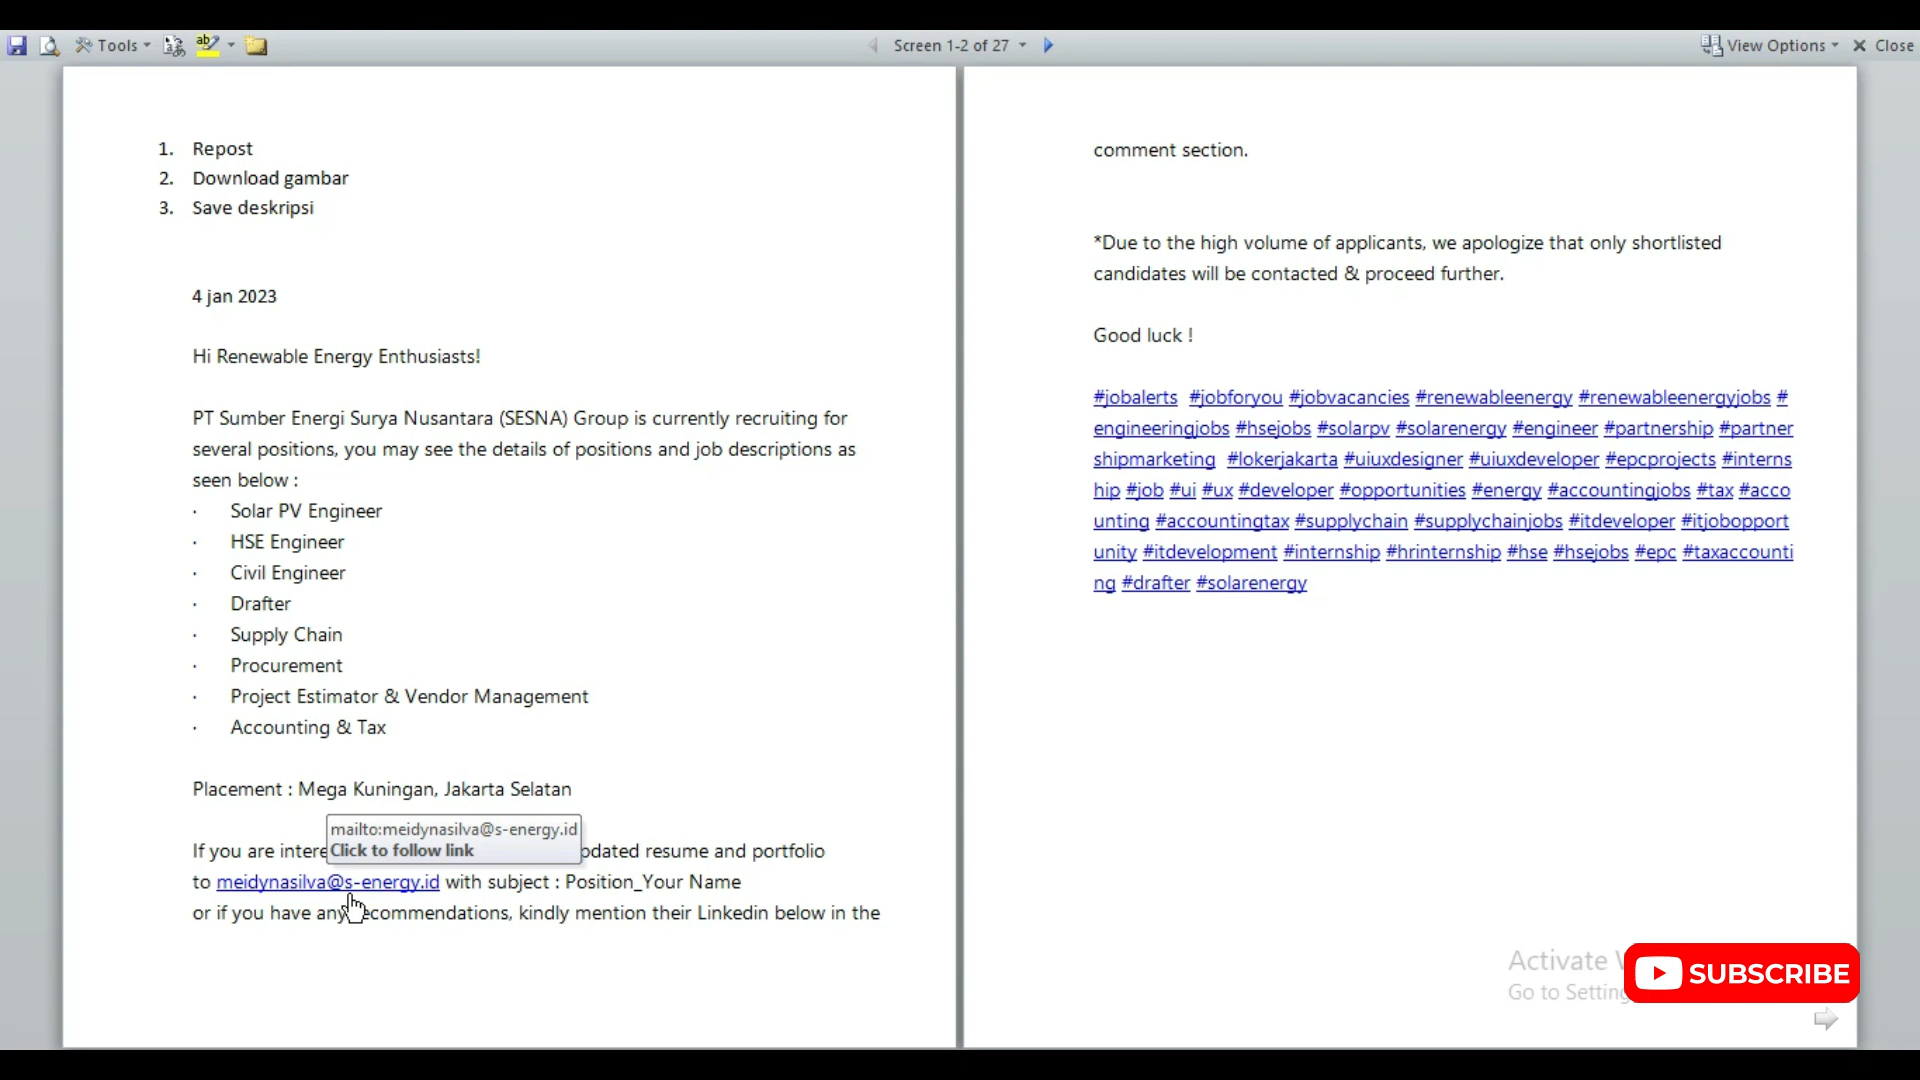 Tools
Screen 1-2 of 27
View Options
Close
1. Repost
2. Download gambar
3. Save deskripsi
4 jan 2023
Hi Renewable Energy Enthusiasts!
PT Sumber Energi Surya Nusantara (SESNA) Group is currently recruiting for
several positions, you may see the details of positions and job descriptions as
seen below :
· Solar PV Engineer
· HSE Engineer
· Civil Engineer
· Drafter
· Supply Chain
· Procurement
· Project Estimator & Vendor Management
· Accounting & Tax
Placement : Mega Kuningan, Jakarta Selatan
mailto:meidynasilva@s-energy.id
Click to follow link
If you are resume and portfolio
to meidynasilva@s-energy.id with subject : Position_Your Name
or if you have any recommendations, kindly mention their Linkedin below in the
comment section.
*Due to the high volume of applicants, we apologize that only shortlisted
candidates will be contacted & proceed further.
Good luck !
#jobalerts #jobforyou #jobvacancies #renewableenergy #renewableenergyjobs #
engineeringjobs #hsejobs #solarpv #solarenergy #engineer #partnership #partner
shipmarketing #lokerjakarta #uiuxdesigner #uiuxdeveloper #epcprojects #interns
hip #job #ui #ux #developer #opportunities #energy #accountingjobs #tax #acco
unting #accountingtax #supplychain #supplychainjobs #itdeveloper #itjobopport
unity #itdevelopment #internship #hrinternship #hse #hsejobs #epc #taxaccounti
ng #drafter #solarenergy
Activate
Go to
SUBSCRIBE